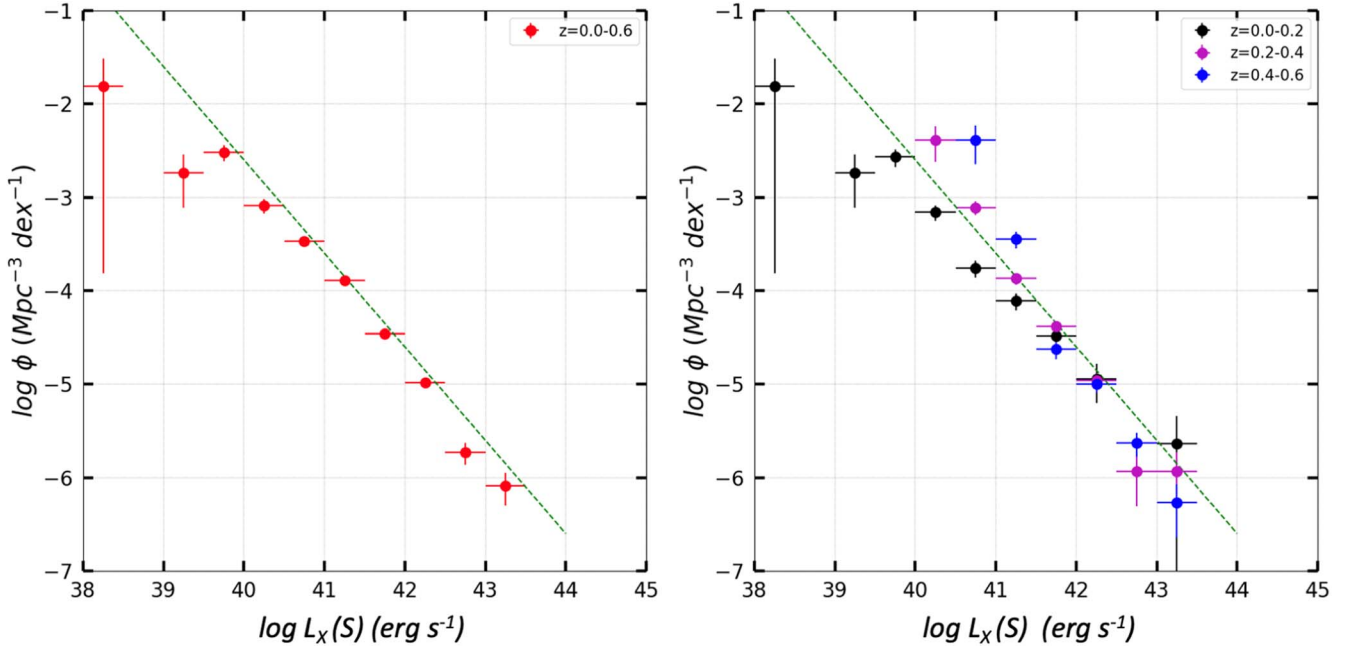 z=0.0-0.6
−1
−2
−3
−4
−5
−6
−7
log ϕ (Mpc⁻³ dex⁻¹)
38 39 40 41 42 43 44 45
log Lₓ(S) (erg s⁻¹)
z=0.0-0.2
z=0.2-0.4
z=0.4-0.6
−1
−2
−3
−4
−5
−6
−7
log ϕ (Mpc⁻³ dex⁻¹)
38 39 40 41 42 43 44 45
log Lₓ(S) (erg s⁻¹)